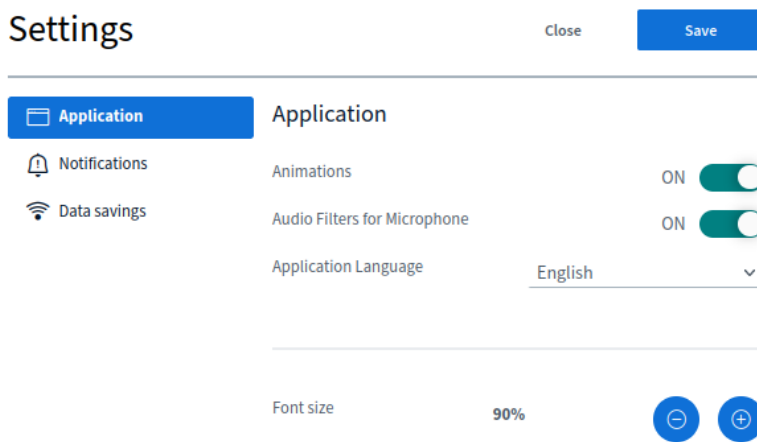 Settings
Close
Save
Application
Notifications
Data savings
Application
Animations
ON
Audio Filters for Microphone
ON
Application Language
English
Font size
90%